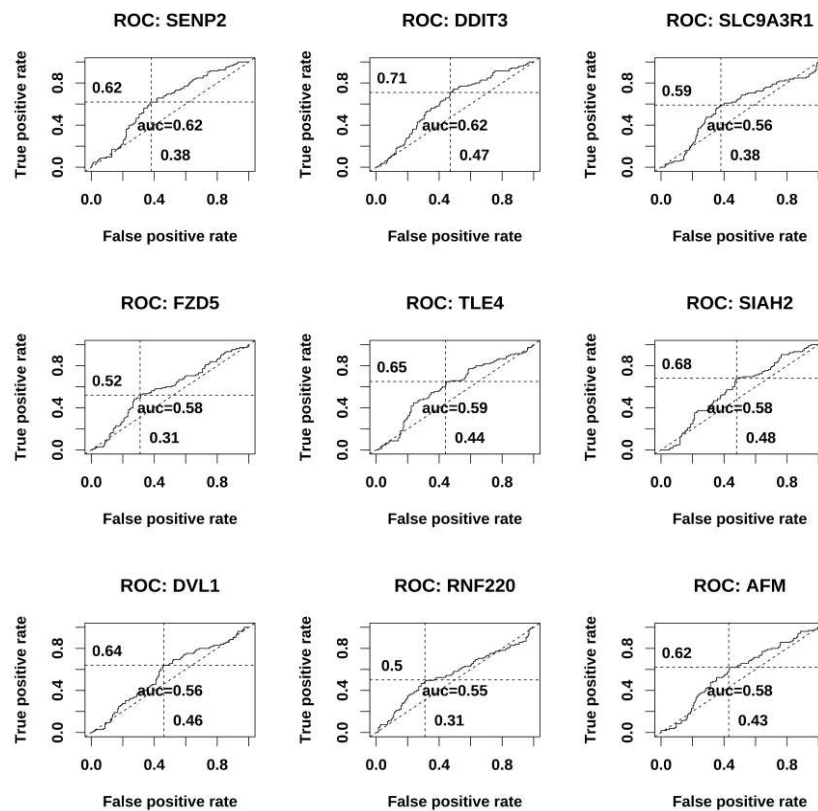 ROC: SENP2
True positive rate
0.0 0.4 0.8
0.62
auc=0.62
0.38
0.0 0.4 0.8
False positive rate
ROC: DDIT3
True positive rate
0.0 0.4 0.8
0.71
auc=0.62
0.47
0.0 0.4 0.8
False positive rate
ROC: SLC9A3R1
True positive rate
0.0 0.4 0.8
0.59
auc=0.56
0.38
0.0 0.4 0.8
False positive rate
ROC: FZD5
True positive rate
0.0 0.4 0.8
0.52
auc=0.58
0.31
0.0 0.4 0.8
False positive rate
ROC: TLE4
True positive rate
0.0 0.4 0.8
0.65
auc=0.59
0.44
0.0 0.4 0.8
False positive rate
ROC: SIAH2
True positive rate
0.0 0.4 0.8
0.68
auc=0.58
0.48
0.0 0.4 0.8
False positive rate
ROC: DVL1
True positive rate
0.0 0.4 0.8
0.64
auc=0.56
0.46
0.0 0.4 0.8
False positive rate
ROC: RNF220
True positive rate
0.0 0.4 0.8
0.5
auc=0.55
0.31
0.0 0.4 0.8
False positive rate
ROC: AFM
True positive rate
0.0 0.4 0.8
0.62
auc=0.58
0.43
0.0 0.4 0.8
False positive rate